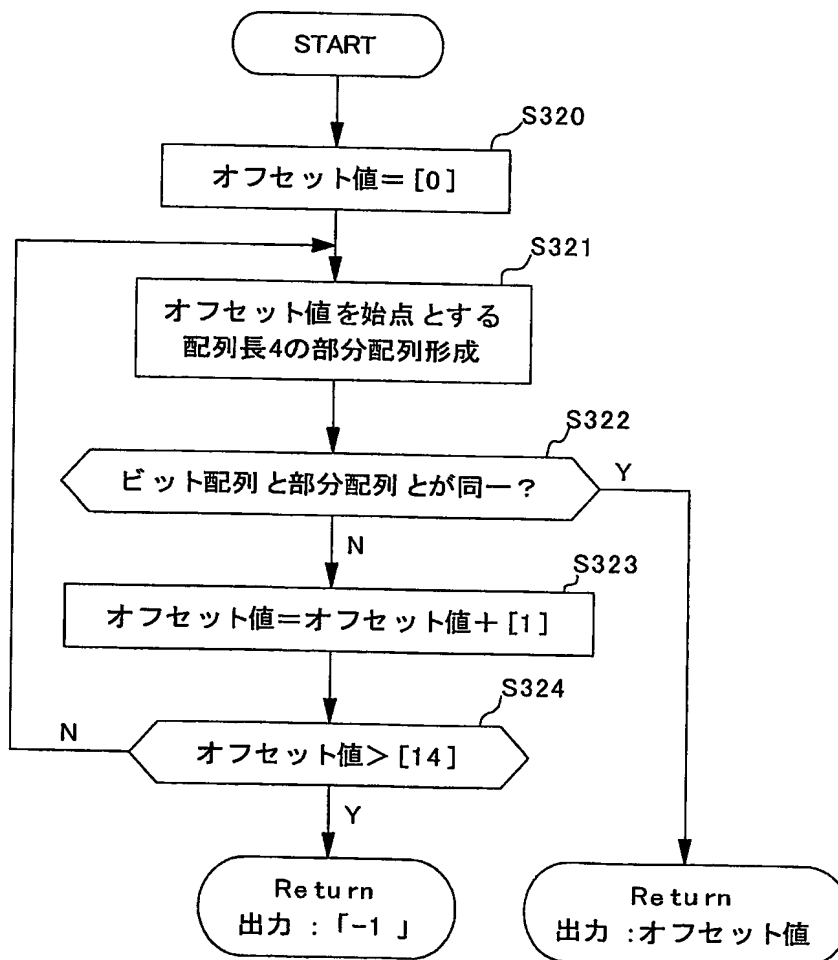 START
S320
オフセット値=[0]
S321
オフセット値を始点とする
配列長4の部分配列形成
S322
ビット配列と部分配列とが同一?
Y
N
S323
オフセット値=オフセット値+[1]
S324
N
オフセット値>[14]
Y
Return
出力:「-1」
Return
出力:オフセット値